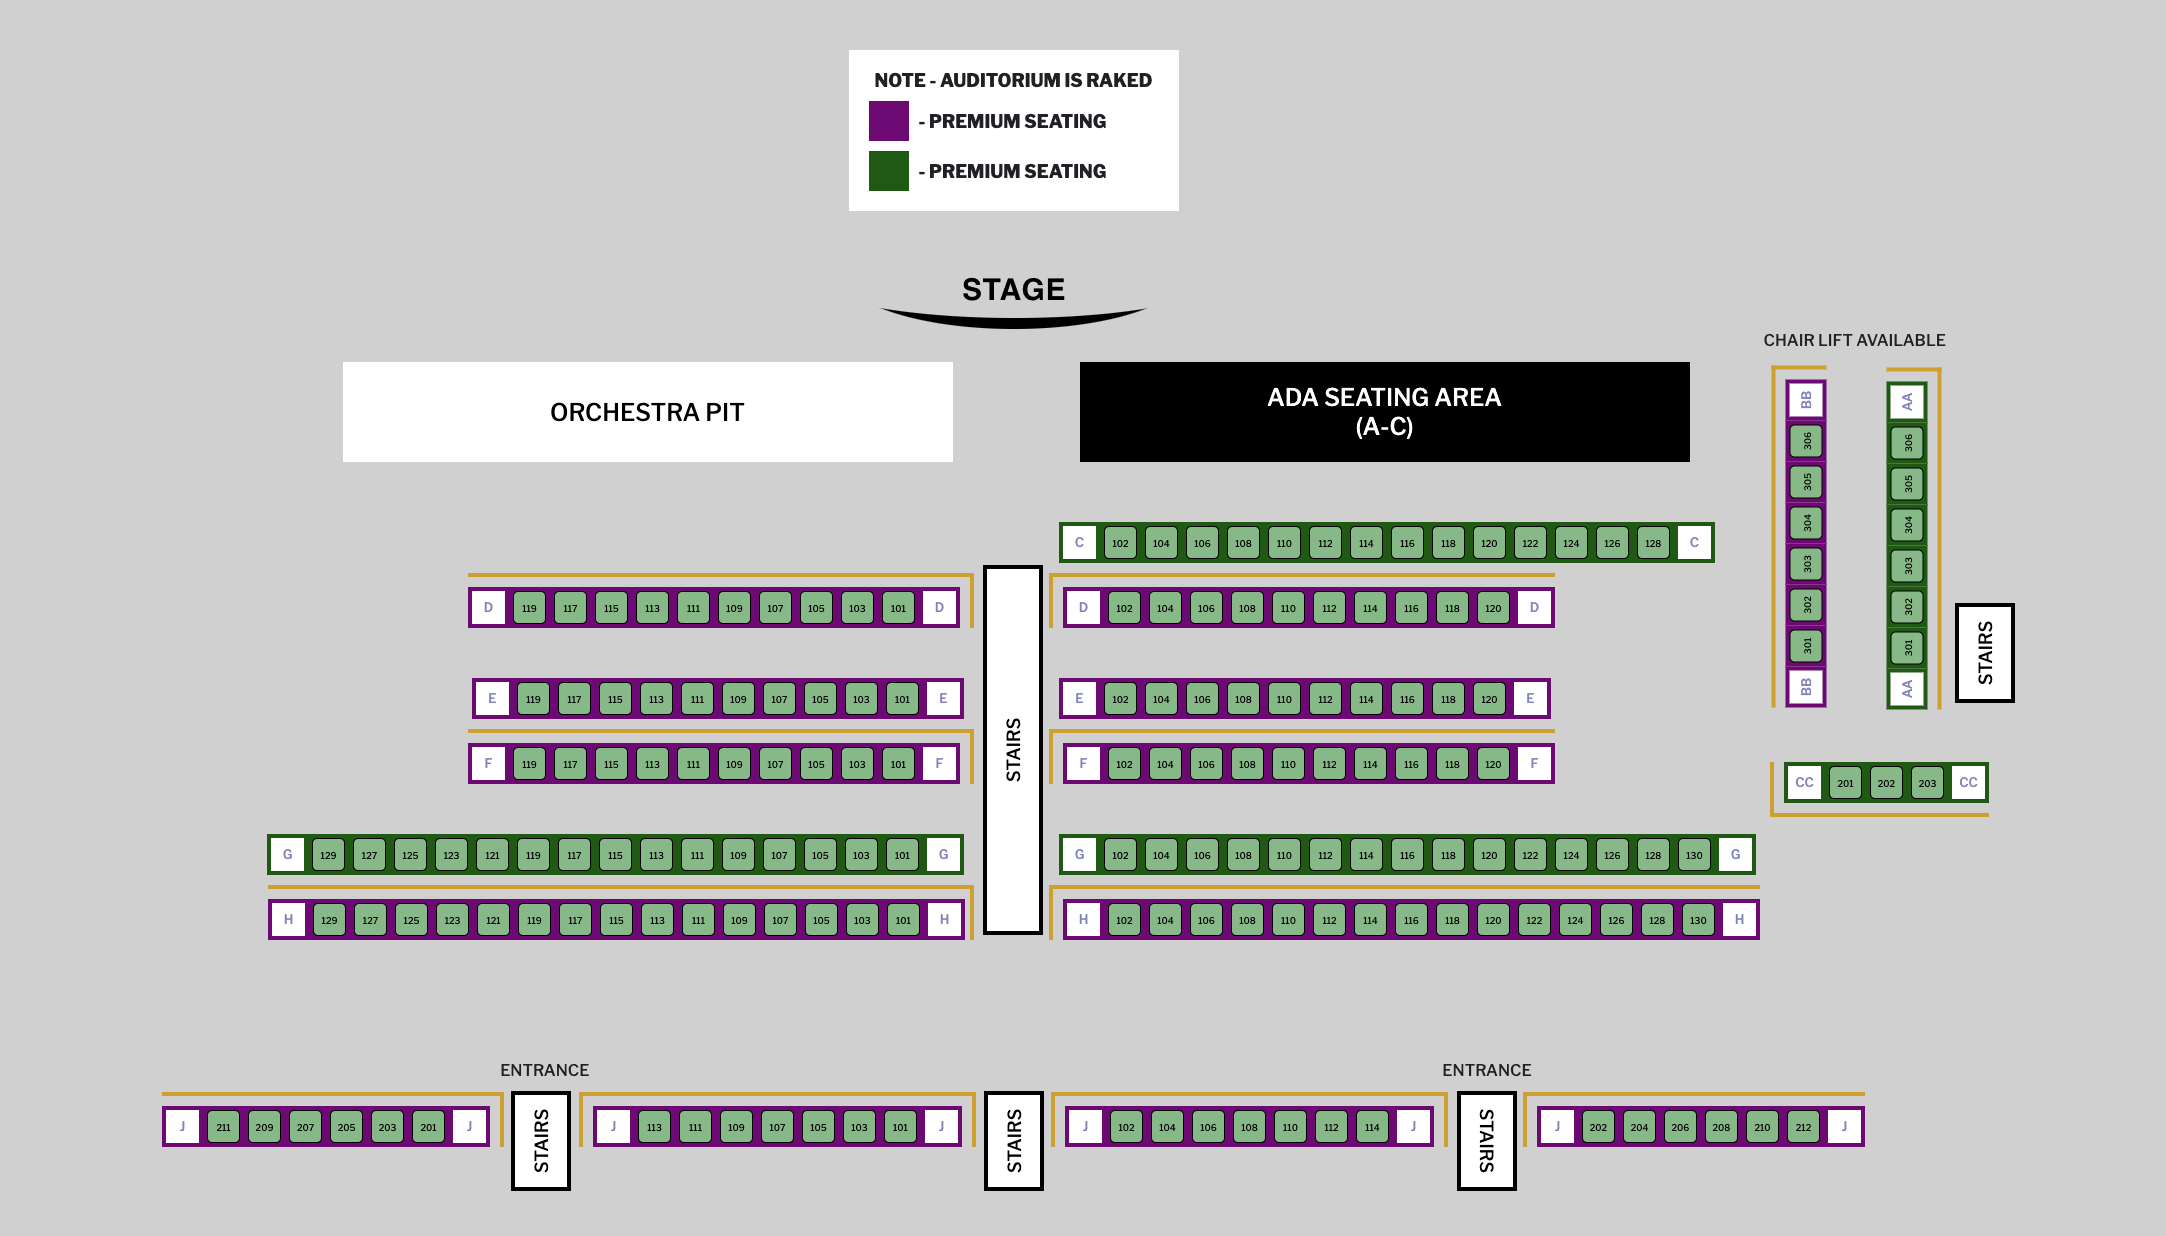 NOTE - AUDITORIUM IS RAKED
- PREMIUM SEATING
- PREMIUM SEATING
STAGE
CHAIR LIFT AVAILABLE
ORCHESTRA PIT
ADA SEATING AREA
(A-C)
BB 306 305 304 303 302 301 BB
AA 306 305 304 303 302 301 AA
STAIRS
C 102 104 106 108 110 112 114 116 118 120 122 124 126 128 C
D 119 117 115 113 111 109 107 105 103 101 D
D 102 104 106 108 110 112 114 116 118 120 D
E 119 117 115 113 111 109 107 105 103 101 E
E 102 104 106 108 110 112 114 116 118 120 E
STAIRS
F 119 117 115 113 111 109 107 105 103 101 F
F 102 104 106 108 110 112 114 116 118 120 F
CC 201 202 203 CC
G 129 127 125 123 121 119 117 115 113 111 109 107 105 103 101 G
G 102 104 106 108 110 112 114 116 118 120 122 124 126 128 130 G
H 129 127 125 123 121 119 117 115 113 111 109 107 105 103 101 H
H 102 104 106 108 110 112 114 116 118 120 122 124 126 128 130 H
ENTRANCE
ENTRANCE
J 211 209 207 205 203 201 J
STAIRS
J 113 111 109 107 105 103 101 J
STAIRS
J 102 104 106 108 110 112 114 J
STAIRS
J 202 204 206 208 210 212 J